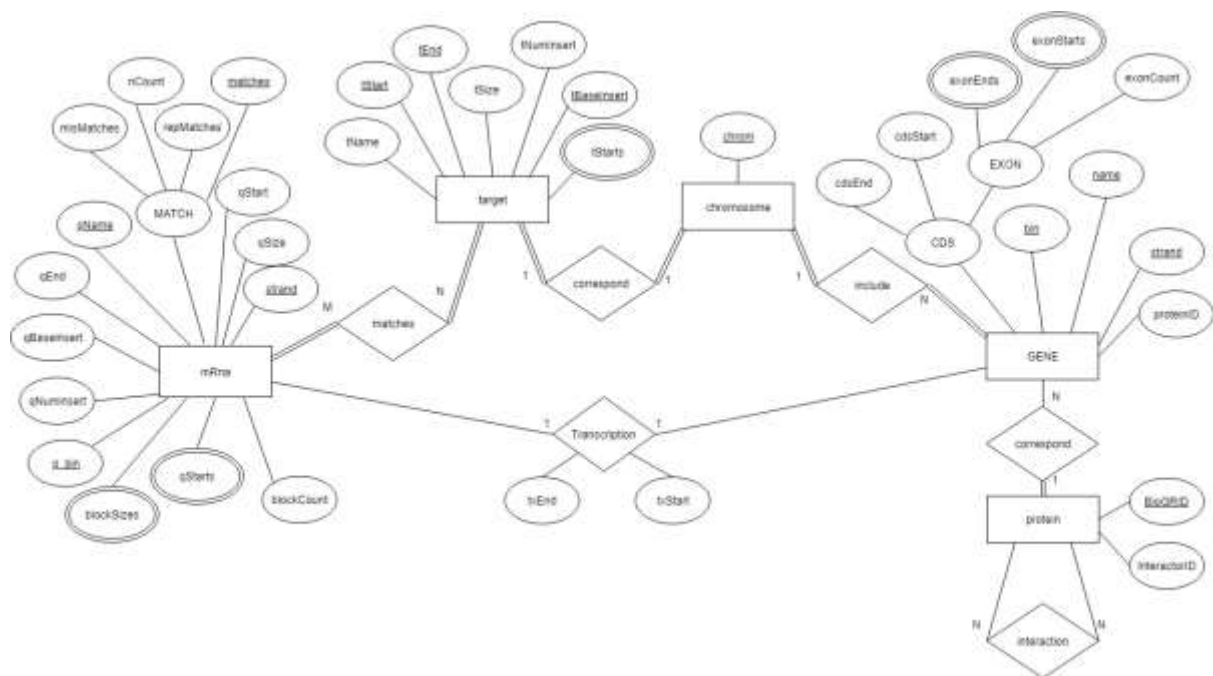 exonStarts
nCount
matches
tEnd
tNumInsert
exonEnds
exonCount
tStart
tSize
tBaseInsert
misMatches
repMatches
tName
tStarts
chrom
cdsStart
EXON
name
cdsEnd
MATCH
qStart
target
chromosome
CDS
bin
qName
qSize
strand
qEnd
strand
N
1
correspond
1
1
include
N
proteinID
M
matches
qBaseInsert
mRna
GENE
qNumInsert
N
1
Transcription
1
correspond
q_bin
qStarts
blockCount
txEnd
txStart
1
BioGRID
blockSizes
protein
InteractorID
N
interaction
N